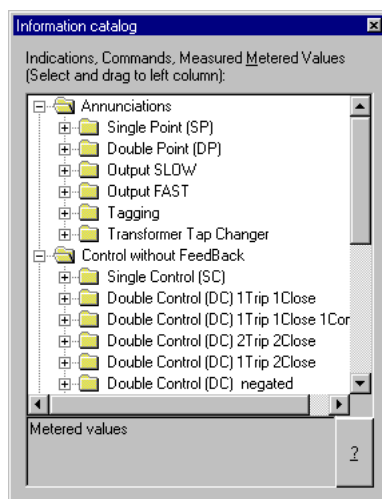 Information catalog
Indications, Commands, Measured Metered Values
(Select and drag to left column):
Annunciations
Single Point (SP)
Double Point (DP)
Output SLOW
Output FAST
Tagging
Transformer Tap Changer
Control without FeedBack
Single Control (SC)
Double Control (DC) 1Trip 1Close
Double Control (DC) 1Trip 1Close 1Cor
Double Control (DC) 2Trip 2Close
Double Control (DC) 1Trip 2Close
Double Control (DC) negated
Metered values
?